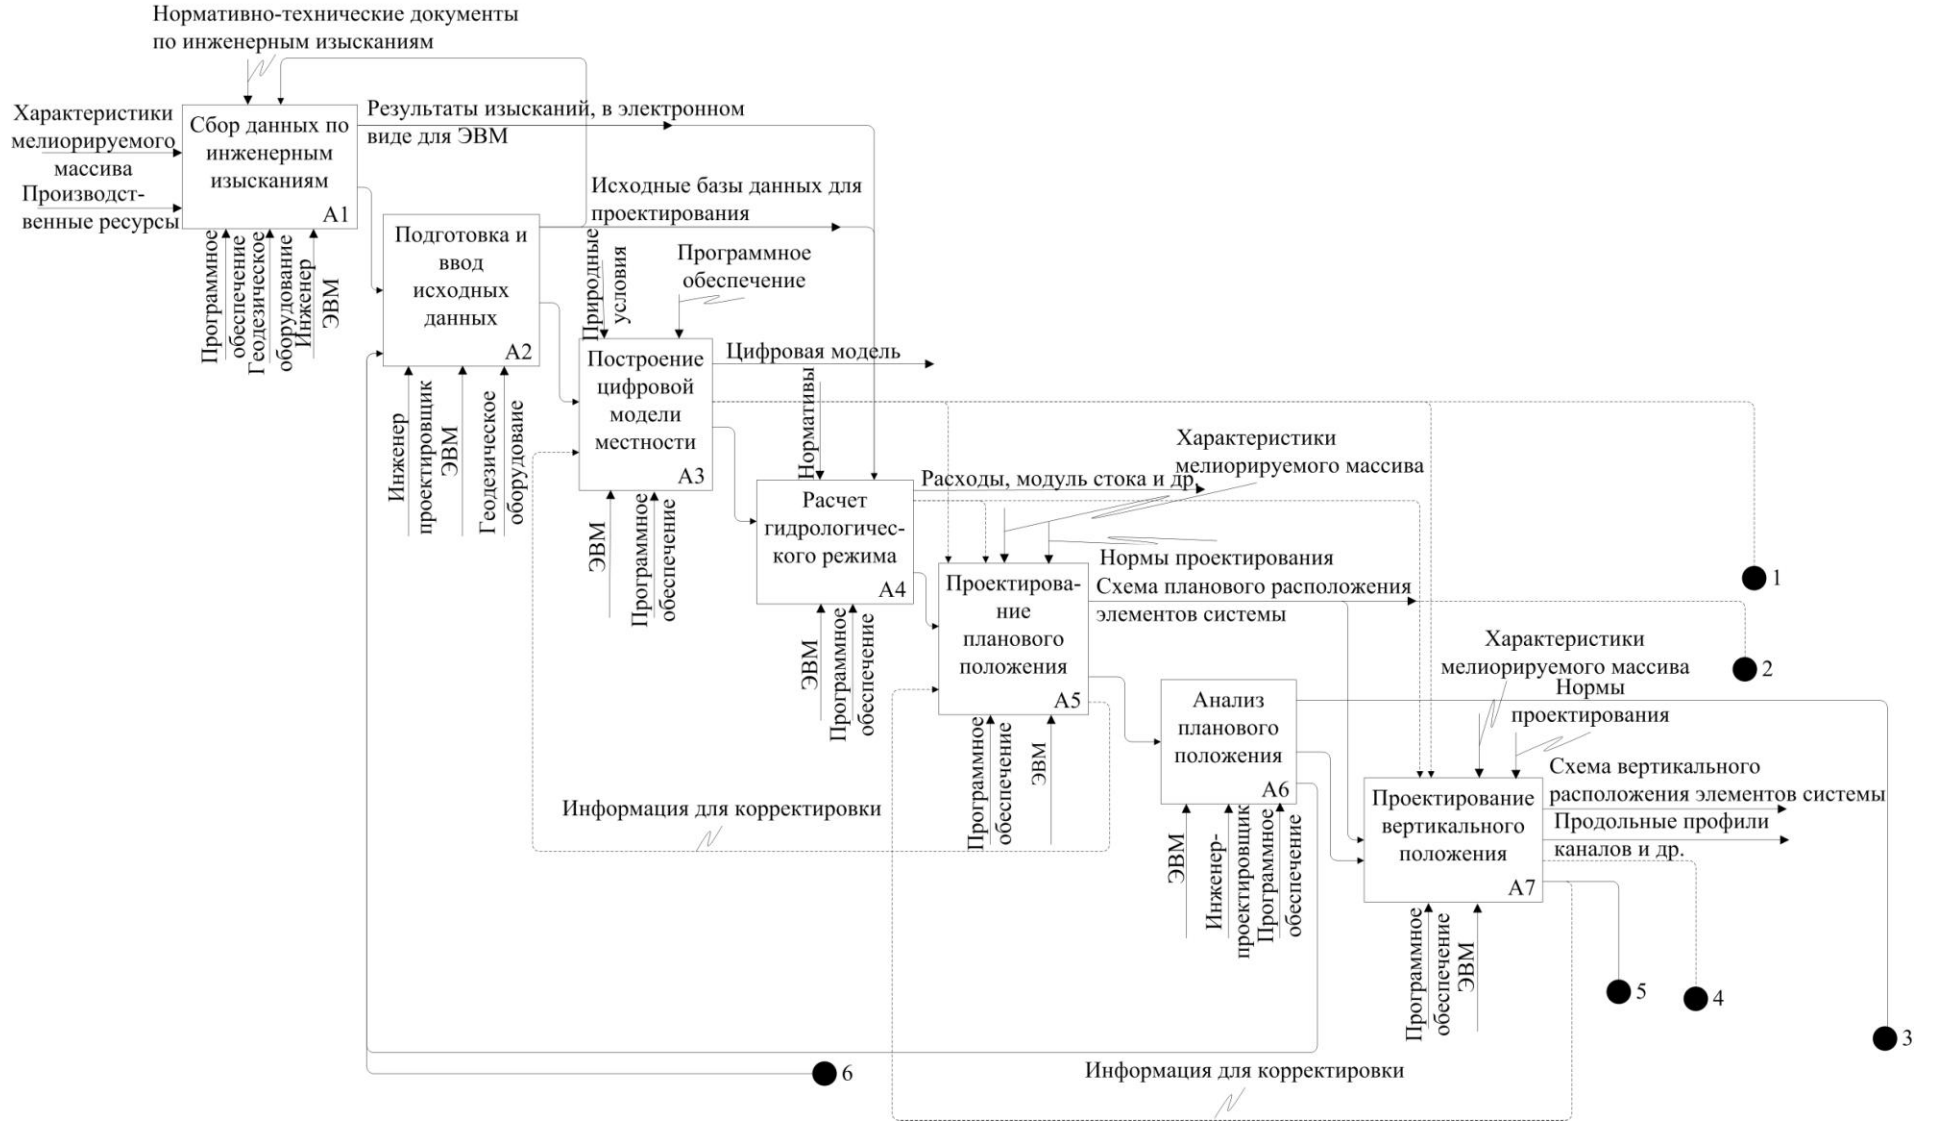 Нормативно-технические документы
по инженерным изысканиям
Характеристики
мелиорируемого
массива
Производст-
венные ресурсы
Сбор данных по
инженерным
изысканиям
А1
Результаты изысканий, в электронном
виде для ЭВМ
Программное
обеспечение
Геодезическое
оборудование
Инженер
ЭВМ
Подготовка и
ввод
исходных
данных
А2
Исходные базы данных для
проектирования
Инженер
проектировщик
ЭВМ
Геодезическое
оборудоваие
Природные
условия
Программное
обеспечение
Построение
цифровой
модели
местности
А3
Цифровая модель
ЭВМ
Программное
обеспечение
Нормативы
Расчет
гидрологичес-
кого режима
А4
Расходы, модуль стока и др.
ЭВМ
Программное
обеспечение
Характеристики
мелиорируемого массива
Нормы проектирования
Проектирова-
ние
планового
положения
А5
Схема планового расположения
элементов системы
Программное
обеспечение
ЭВМ
1
2
Информация для корректировки
Анализ
планового
положения
А6
ЭВМ
Инженер-
проектировщик
Программное
обеспечение
Характеристики
мелиорируемого массива
Нормы
проектирования
Проектирование
вертикального
положения
А7
Схема вертикального
расположения элементов системы
Продольные профили
каналов и др.
Программное
обеспечение
ЭВМ
5
4
3
6
Информация для корректировки